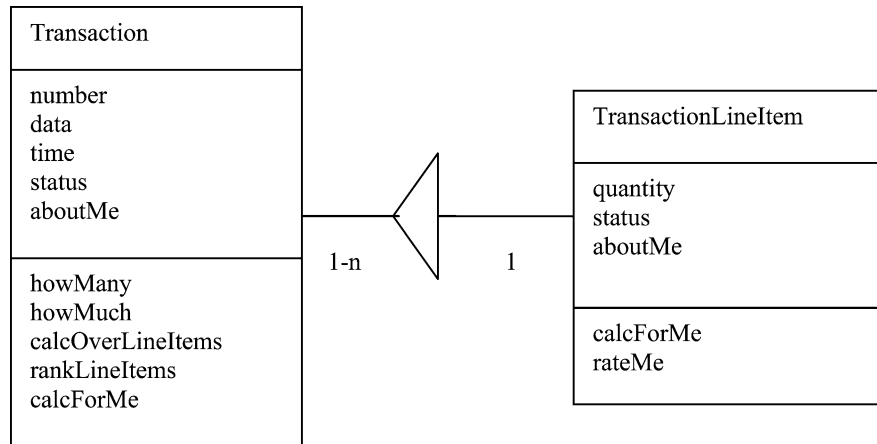 Transaction
number
data
time
status
aboutMe
howMany
howMuch
calcOverLineItems
rankLineItems
calcForMe
1-n
1
TransactionLineItem
quantity
status
aboutMe
calcForMe
rateMe